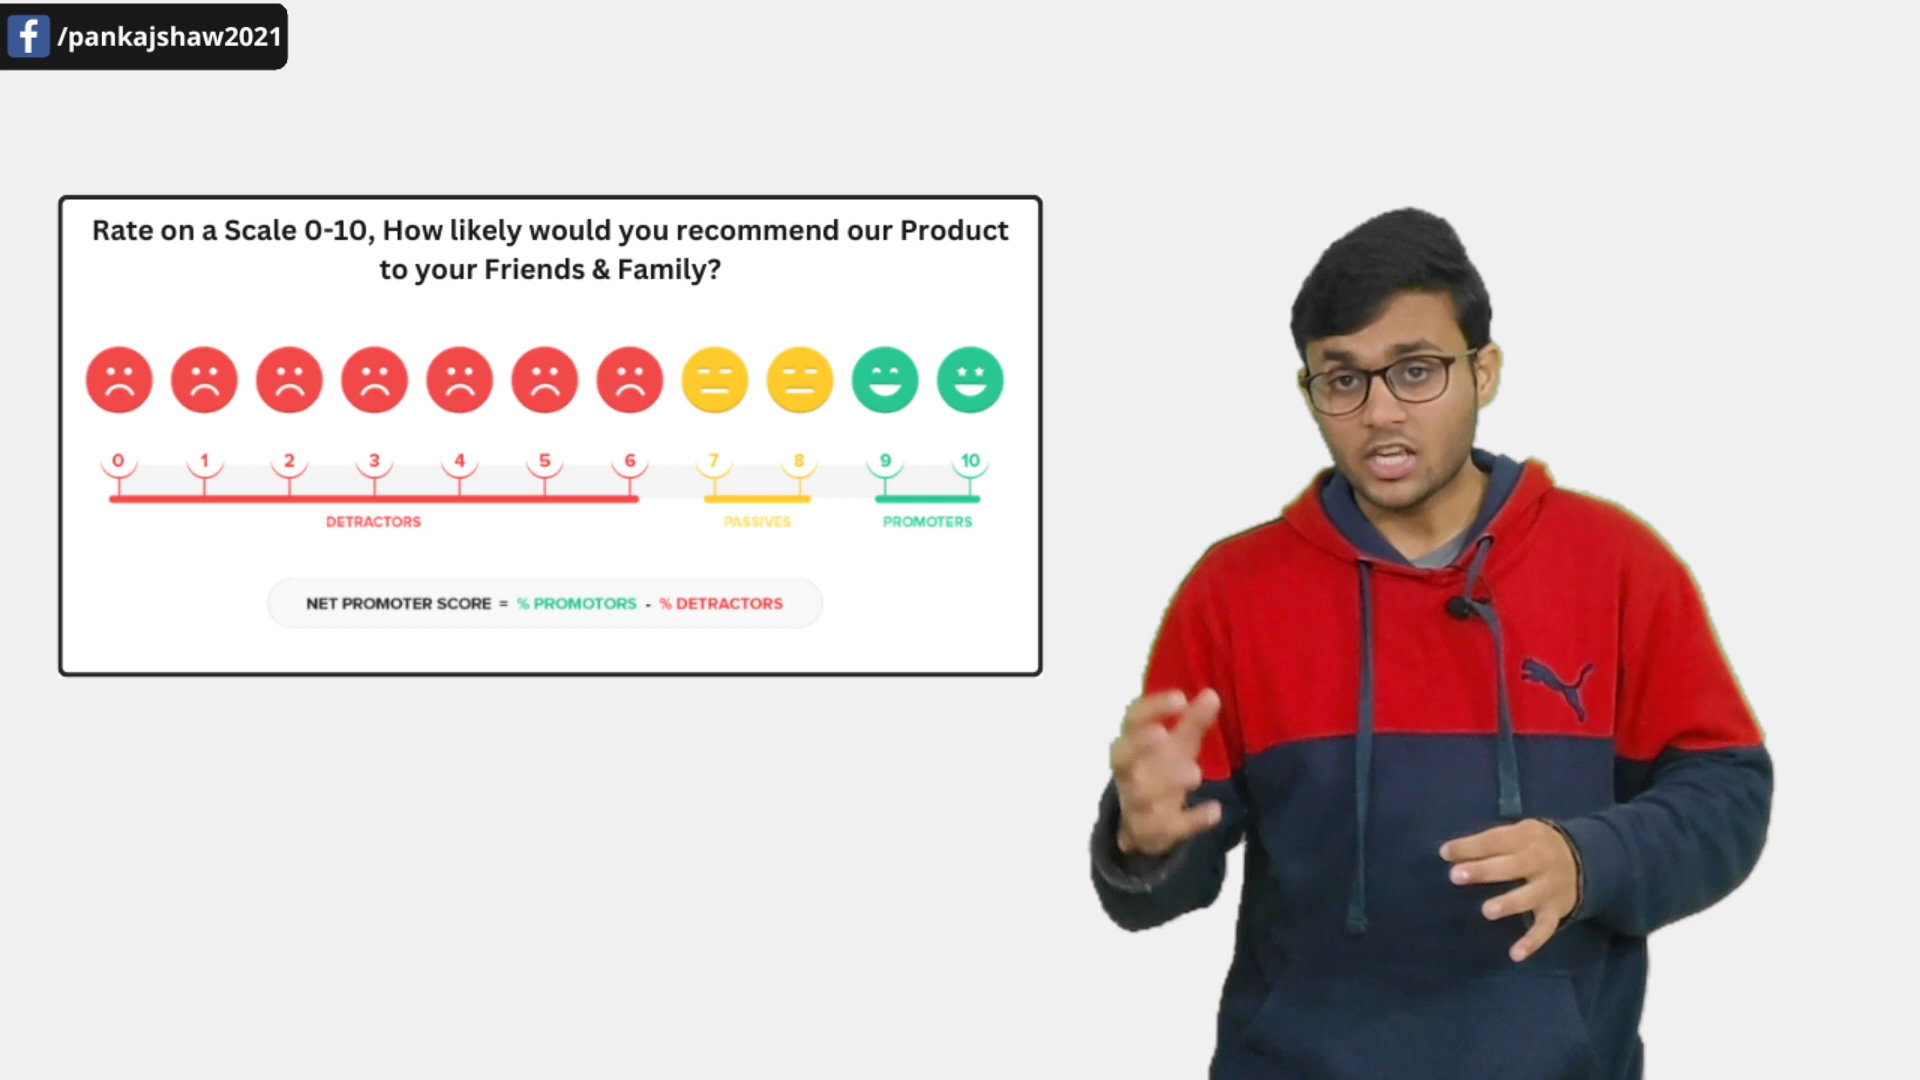 /pankajshaw2021
Rate on a Scale 0-10, How likely would you recommend our Product
to your Friends & Family?
0 1 2 3 4 5 6 7 8 9 10
DETRACTORS PASSIVES PROMOTERS
NET PROMOTER SCORE = % PROMOTORS - % DETRACTORS